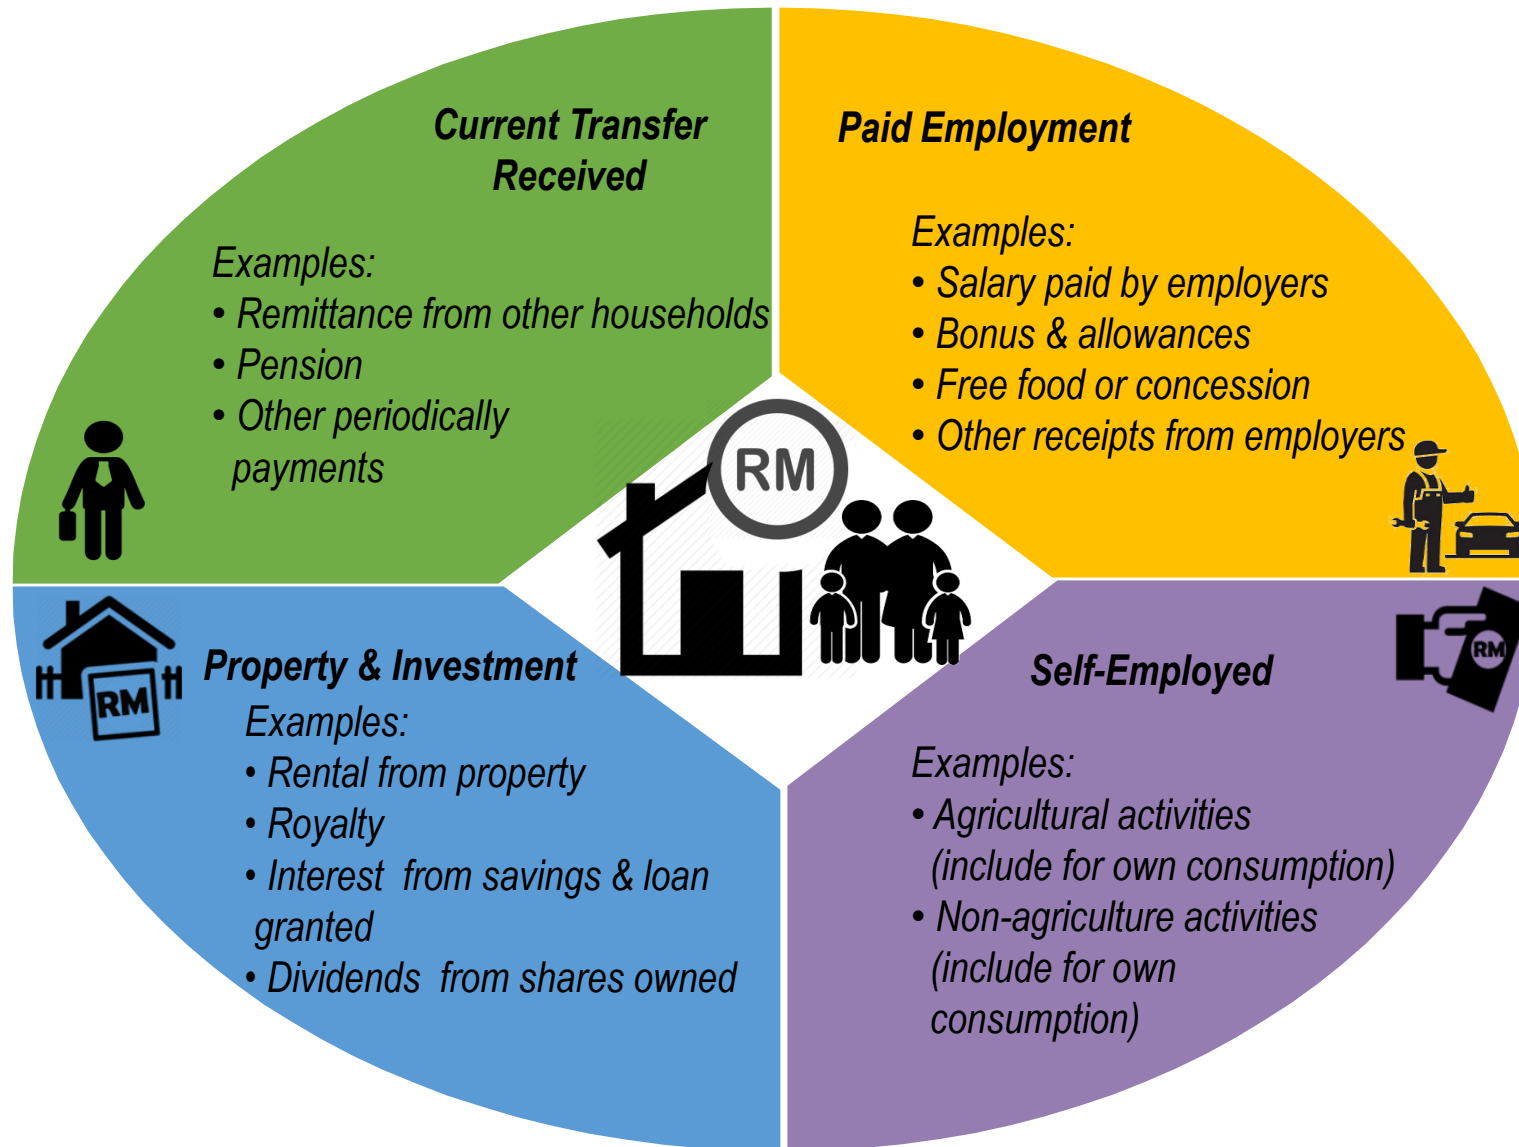 Current Transfer
Received
Examples:
• Remittance from other households
• Pension
• Other periodically
payments
Paid Employment
Examples:
• Salary paid by employers
• Bonus & allowances
• Free food or concession
• Other receipts from employers
RM
RM
Property & Investment
Examples:
• Rental from property
• Royalty
• Interest  from savings & loan
granted
• Dividends  from shares owned
RM
Self-Employed
Examples:
• Agricultural activities
(include for own consumption)
• Non-agriculture activities
(include for own
consumption)